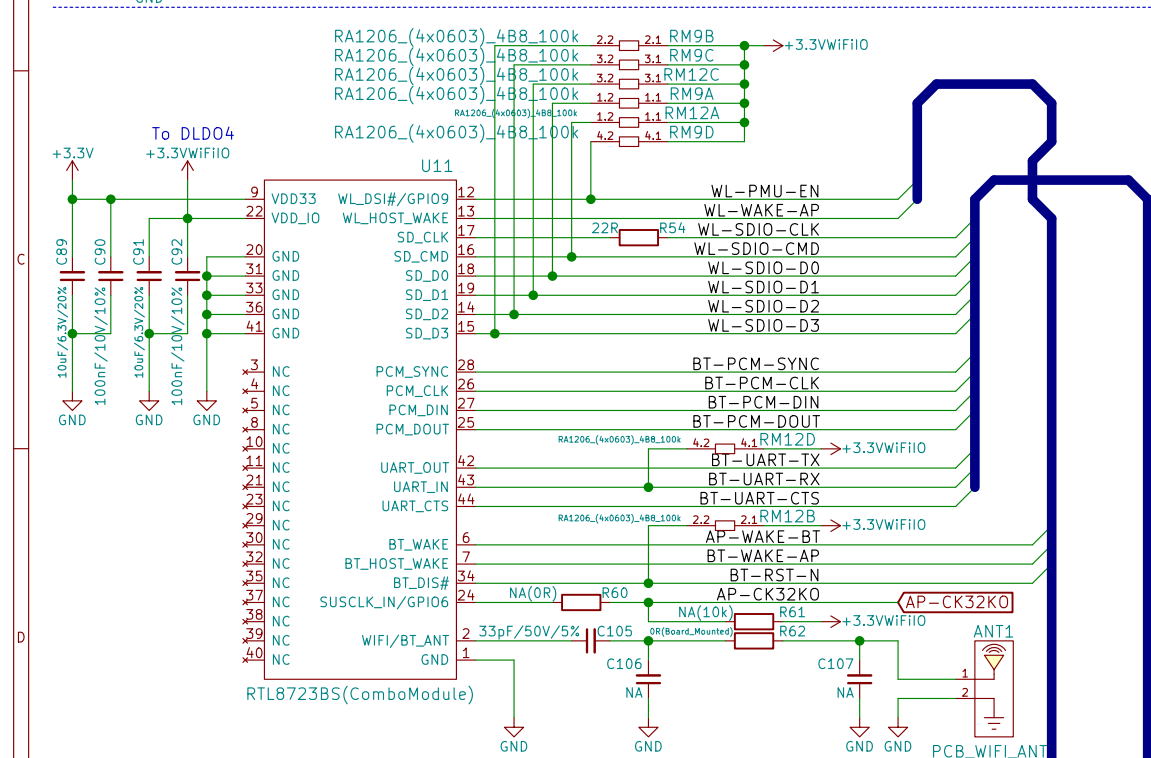 GND
RA1206_(4x0603)_4B8_100k 2.2 2.1 RM9B +3.3VWiFiIO
RA1206_(4x0603)_4B8_100k 3.2 3.1 RM9C
RA1206_(4x0603)_4B8_100k 3.2 3.1 RM12C
RA1206_(4x0603)_4B8_100k 1.2 1.1 RM9A
RA1206_(4x0603)_4B8_100k 1.2 1.1 RM12A
RA1206_(4x0603)_4B8_100k 4.2 4.1 RM9D
To DLDO4
+3.3V +3.3VWiFiIO
U11
9 VDD33 WL_DSI#/GPIO9 12 WL-PMU-EN
22 VDD_IO WL_HOST_WAKE 13 WL-WAKE-AP
SD_CLK 17 22R R54 WL-SDIO-CLK
20 GND SD_CMD 16 WL-SDIO-CMD
31 GND SD_D0 18 WL-SDIO-D0
33 GND SD_D1 19 WL-SDIO-D1
36 GND SD_D2 14 WL-SDIO-D2
41 GND SD_D3 15 WL-SDIO-D3
C89
10uF/6.3V/20%
C90
100nF/10V/10%
C91
10uF/6.3V/20%
C92
100nF/10V/10%
GND GND GND
C
3 NC PCM_SYNC 28 BT-PCM-SYNC
4 NC PCM_CLK 26 BT-PCM-CLK
5 NC PCM_DIN 27 BT-PCM-DIN
8 NC PCM_DOUT 25 BT-PCM-DOUT
10 NC RA1206_(4x0603)_4B8_100k 4.2 4.1 RM12D +3.3VWiFiIO
11 NC UART_OUT 42 BT-UART-TX
21 NC UART_IN 43 BT-UART-RX
23 NC UART_CTS 44 BT-UART-CTS
29 NC RA1206_(4x0603)_4B8_100k 2.2 2.1 RM12B +3.3VWiFiIO
30 NC BT_WAKE 6 AP-WAKE-BT
32 NC BT_HOST_WAKE 7 BT-WAKE-AP
35 NC BT_DIS# 34 BT-RST-N
37 NC SUSCLK_IN/GPIO6 24 NA(0R) R60 AP-CK32KO AP-CK32KO
38 NC NA(10k) R61 +3.3VWiFiIO
39 NC WIFI/BT_ANT 2 33pF/50V/5% C105 0R(Board_Mounted) R62 ANT1
40 NC GND 1 C106 NA C107 NA 1 2
D
RTL8723BS(ComboModule)
GND GND GND GND
PCB_WIFI_ANT